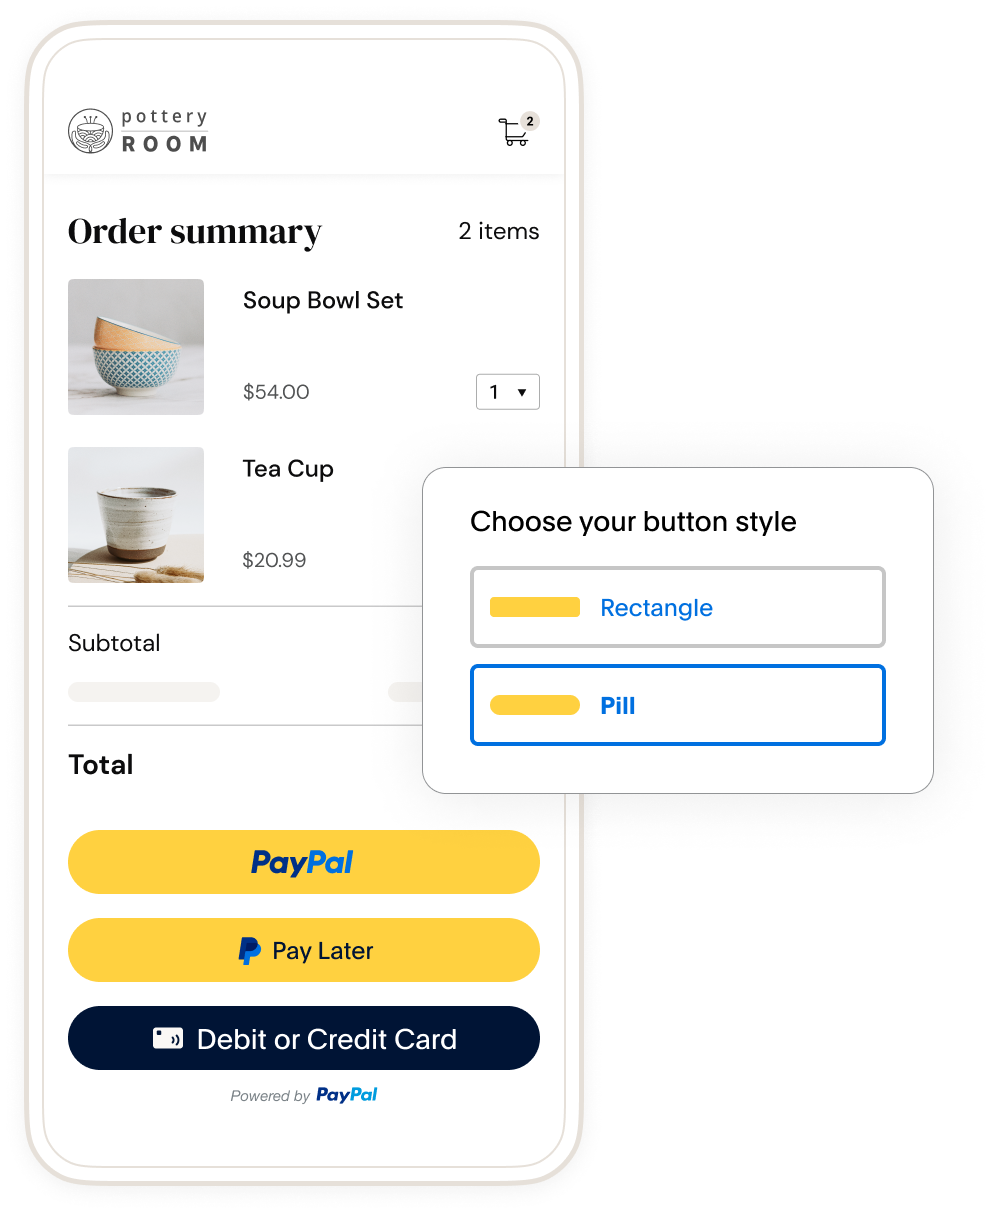 pottery
ROOM
2
Order summary
2 items
Soup Bowl Set
$54.00
1
Tea Cup
$20.99
Choose your button style
Rectangle
Pill
Subtotal
Total
PayPal
Pay Later
Debit or Credit Card
Powered by PayPal